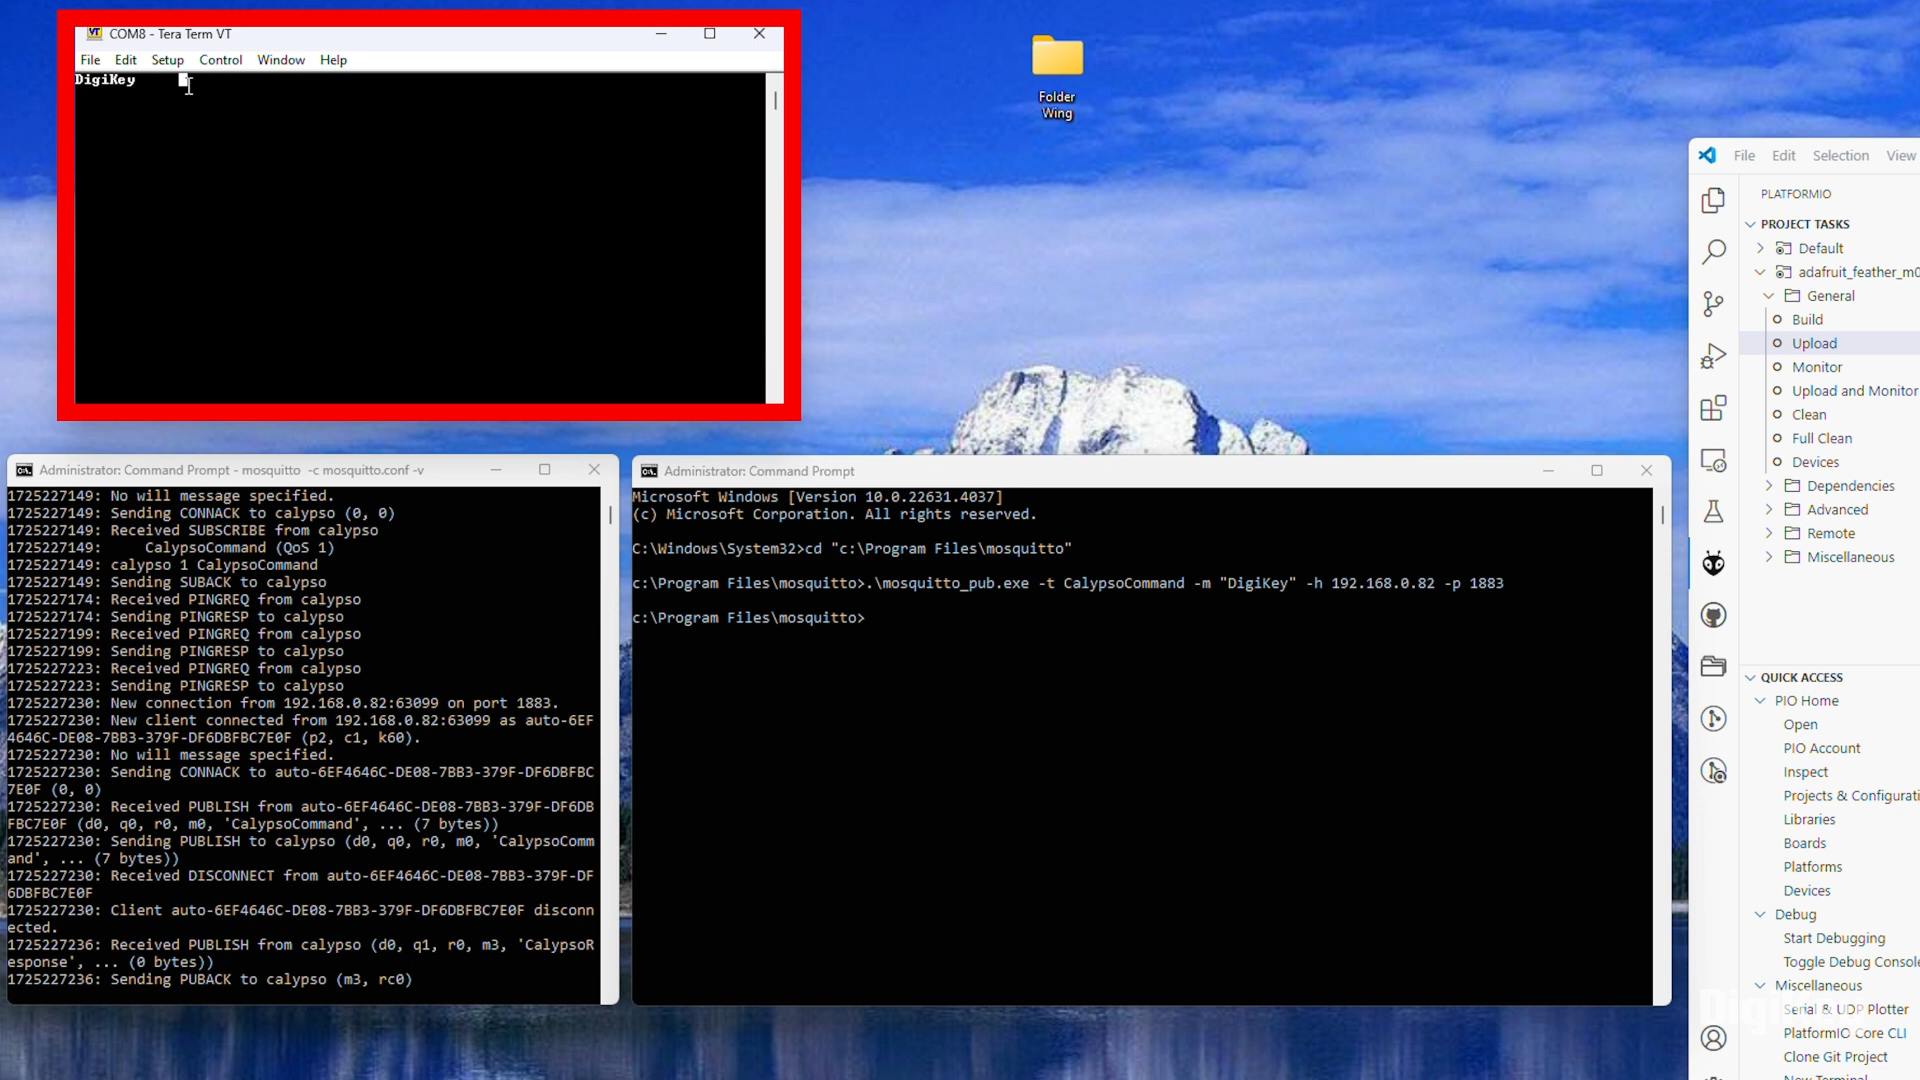 COM8 - Tera Term VT
File Edit Setup Control Window Help
DigiKey
Folder
Wing
Administrator: Command Prompt - mosquitto -c mosquitto.conf -v
1725227149: No will message specified.
1725227149: Sending CONNACK to calypso (0, 0)
1725227149: Received SUBSCRIBE from calypso
1725227149: CalypsoCommand (QoS 1)
1725227149: calypso 1 CalypsoCommand
1725227149: Sending SUBACK to calypso
1725227174: Received PINGREQ from calypso
1725227174: Sending PINGRESP to calypso
1725227199: Received PINGREQ from calypso
1725227199: Sending PINGRESP to calypso
1725227223: Received PINGREQ from calypso
1725227223: Sending PINGRESP to calypso
1725227230: New connection from 192.168.0.82:63099 on port 1883.
1725227230: New client connected from 192.168.0.82:63099 as auto-6EF
4646C-DE08-7BB3-379F-DF6DBFBC7E0F (p2, c1, k60).
1725227230: No will message specified.
1725227230: Sending CONNACK to auto-6EF4646C-DE08-7BB3-379F-DF6DBFBC
7E0F (0, 0)
1725227230: Received PUBLISH from auto-6EF4646C-DE08-7BB3-379F-DF6DB
FBC7E0F (d0, q0, r0, m0, 'CalypsoCommand', ... (7 bytes))
1725227230: Sending PUBLISH to calypso (d0, q0, r0, m0, 'CalypsoComm
and', ... (7 bytes))
1725227230: Received DISCONNECT from auto-6EF4646C-DE08-7BB3-379F-DF
6DBFBC7E0F
1725227230: Client auto-6EF4646C-DE08-7BB3-379F-DF6DBFBC7E0F disconn
ected.
1725227236: Received PUBLISH from calypso (d0, q1, r0, m3, 'CalypsoR
esponse', ... (0 bytes))
1725227236: Sending PUBACK to calypso (m3, rc0)
Administrator: Command Prompt
Microsoft Windows [Version 10.0.22631.4037]
(c) Microsoft Corporation. All rights reserved.
C:\Windows\System32>cd "c:\Program Files\mosquitto"
c:\Program Files\mosquitto>.\mosquitto_pub.exe -t CalypsoCommand -m "DigiKey" -h 192.168.0.82 -p 1883
c:\Program Files\mosquitto>
File Edit Selection View
PLATFORMIO
PROJECT TASKS
Default
adafruit_feather_m0
General
Build
Upload
Monitor
Upload and Monitor
Clean
Full Clean
Devices
Dependencies
Advanced
Remote
Miscellaneous
QUICK ACCESS
PIO Home
Open
PIO Account
Inspect
Projects & Configurati
Libraries
Boards
Platforms
Devices
Debug
Start Debugging
Toggle Debug Console
Miscellaneous
Serial & UDP Plotter
PlatformIO Core CLI
Clone Git Project
New Terminal